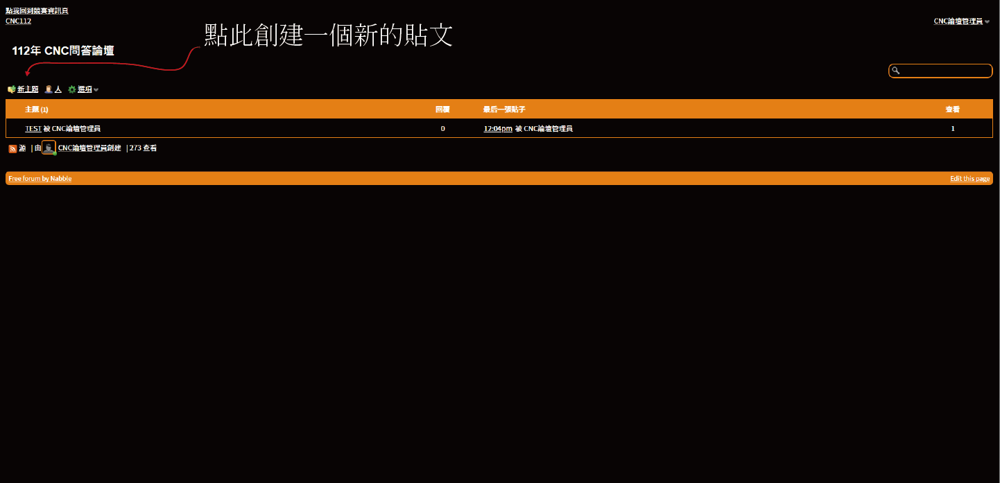 點我回到競賽資訊頁
CNC112
CNC論壇管理員
點此創建一個新的貼文
112年 CNC問答論壇
新主題 人 選項
主題 (1) 回覆 最后一張貼子 查看
TEST 被 CNC論壇管理員 0 12:04pm 被 CNC論壇管理員 1
源 | 由 CNC論壇管理員創建 | 273 查看
Free forum by Nabble Edit this page